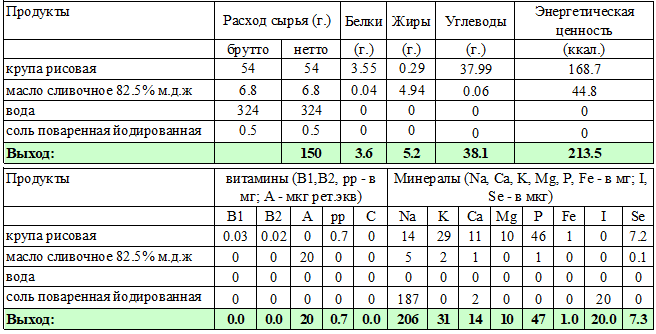 Продукты Расход сырья (г.) Белки Жиры Углеводы Энергетическая
ценность
брутто нетто (г.) (г.) (г.) (ккал.)
крупа рисовая 54 54 3.55 0.29 37.99 168.7
масло сливочное 82.5% м.д.ж 6.8 6.8 0.04 4.94 0.06 44.8
вода 324 324 0 0 0 0
соль поваренная йодированная 0.5 0.5 0 0 0 0
Выход: 150 3.6 5.2 38.1 213.5
Продукты витамины (В1,В2, рр - в Минералы (Na, Ca, K, Mg, P, Fe - в мг; I,
мг; А - мкг рет.экв) Se - в мкг)
B1 B2 A pp C Na K Ca Mg P Fe I Se
крупа рисовая 0.03 0.02 0 0.7 0 14 29 11 10 46 1 0 7.2
масло сливочное 82.5% м.д.ж 0 0 20 0 0 5 2 1 0 1 0 0 0.1
вода 0 0 0 0 0 0 0 0 0 0 0 0 0
соль поваренная йодированная 0 0 0 0 0 187 0 2 0 0 0 20 0
Выход: 0.0 0.0 20 0.7 0.0 206 31 14 10 47 1.0 20.0 7.3